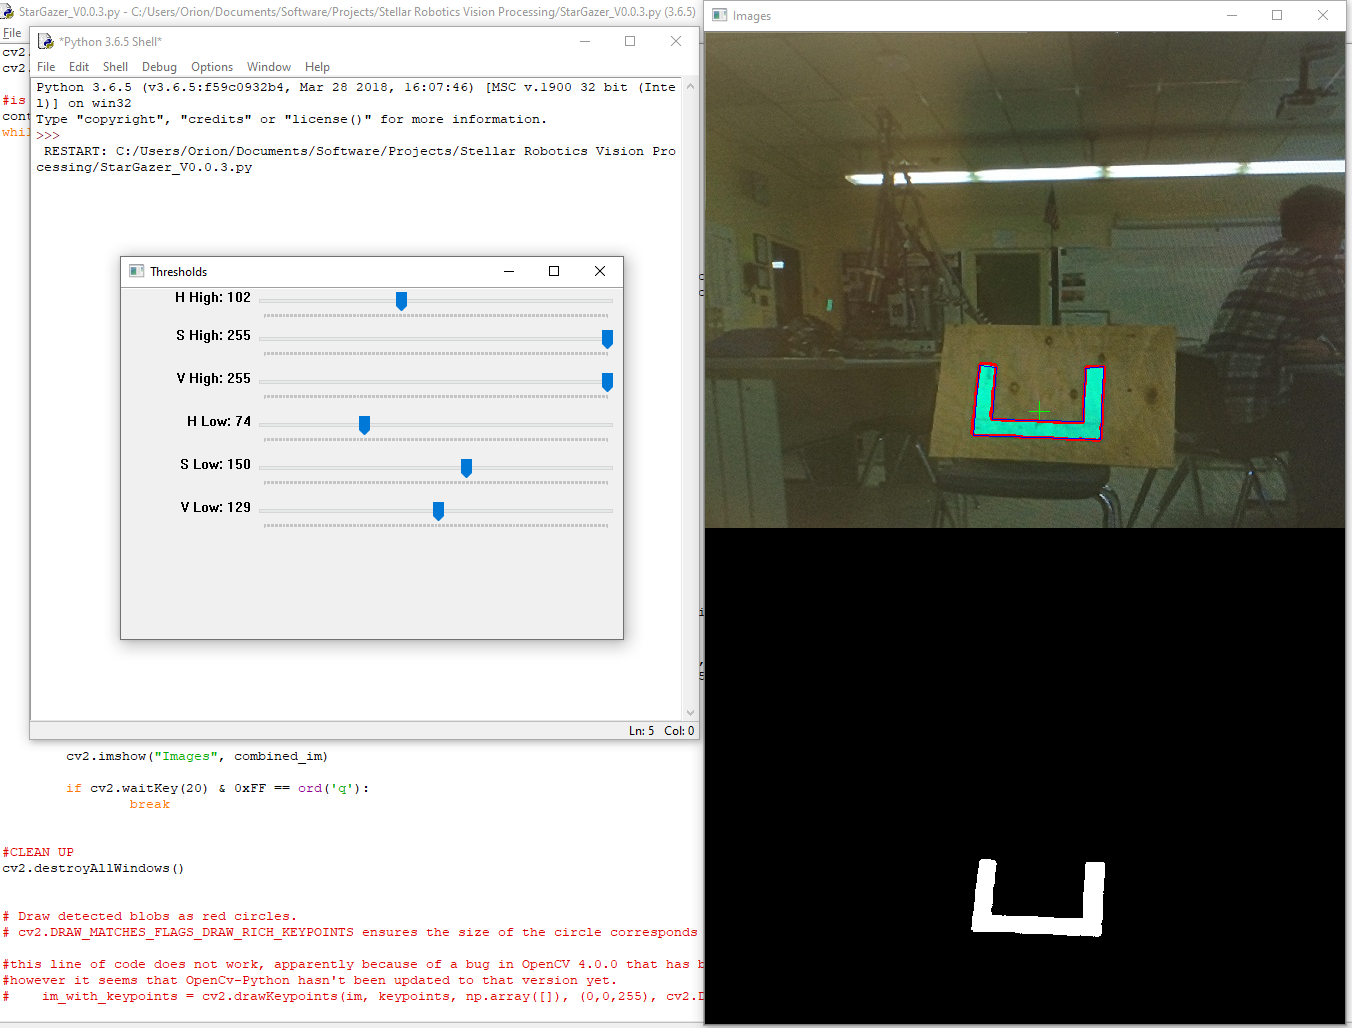 StarGazer_V0.0.3.py - C:/Users/Orion/Documents/Software/Projects/Stellar Robotics Vision Processing/StarGazer_V0.0.3.py (3.6.5)
File
cv2.
cv2.
#is
cont
whil
*Python 3.6.5 Shell*
File Edit Shell Debug Options Window Help
Python 3.6.5 (v3.6.5:f59c0932b4, Mar 28 2018, 16:07:46) [MSC v.1900 32 bit (Inte
l)] on win32
Type "copyright", "credits" or "license()" for more information.
>>>
RESTART: C:/Users/Orion/Documents/Software/Projects/Stellar Robotics Vision Pro
cessing/StarGazer_V0.0.3.py
Thresholds
H High: 102
S High: 255
V High: 255
H Low: 74
S Low: 150
V Low: 129
Ln: 5 Col: 0
cv2.imshow("Images", combined_im)
if cv2.waitKey(20) & 0xFF == ord('q'):
break
#CLEAN UP
cv2.destroyAllWindows()
# Draw detected blobs as red circles.
# cv2.DRAW_MATCHES_FLAGS_DRAW_RICH_KEYPOINTS ensures the size of the circle corresponds
#this line of code does not work, apparently because of a bug in OpenCV 4.0.0 that has b
#however it seems that OpenCv-Python hasn't been updated to that version yet.
# im_with_keypoints = cv2.drawKeypoints(im, keypoints, np.array([]), (0,0,255), cv2.D
Images